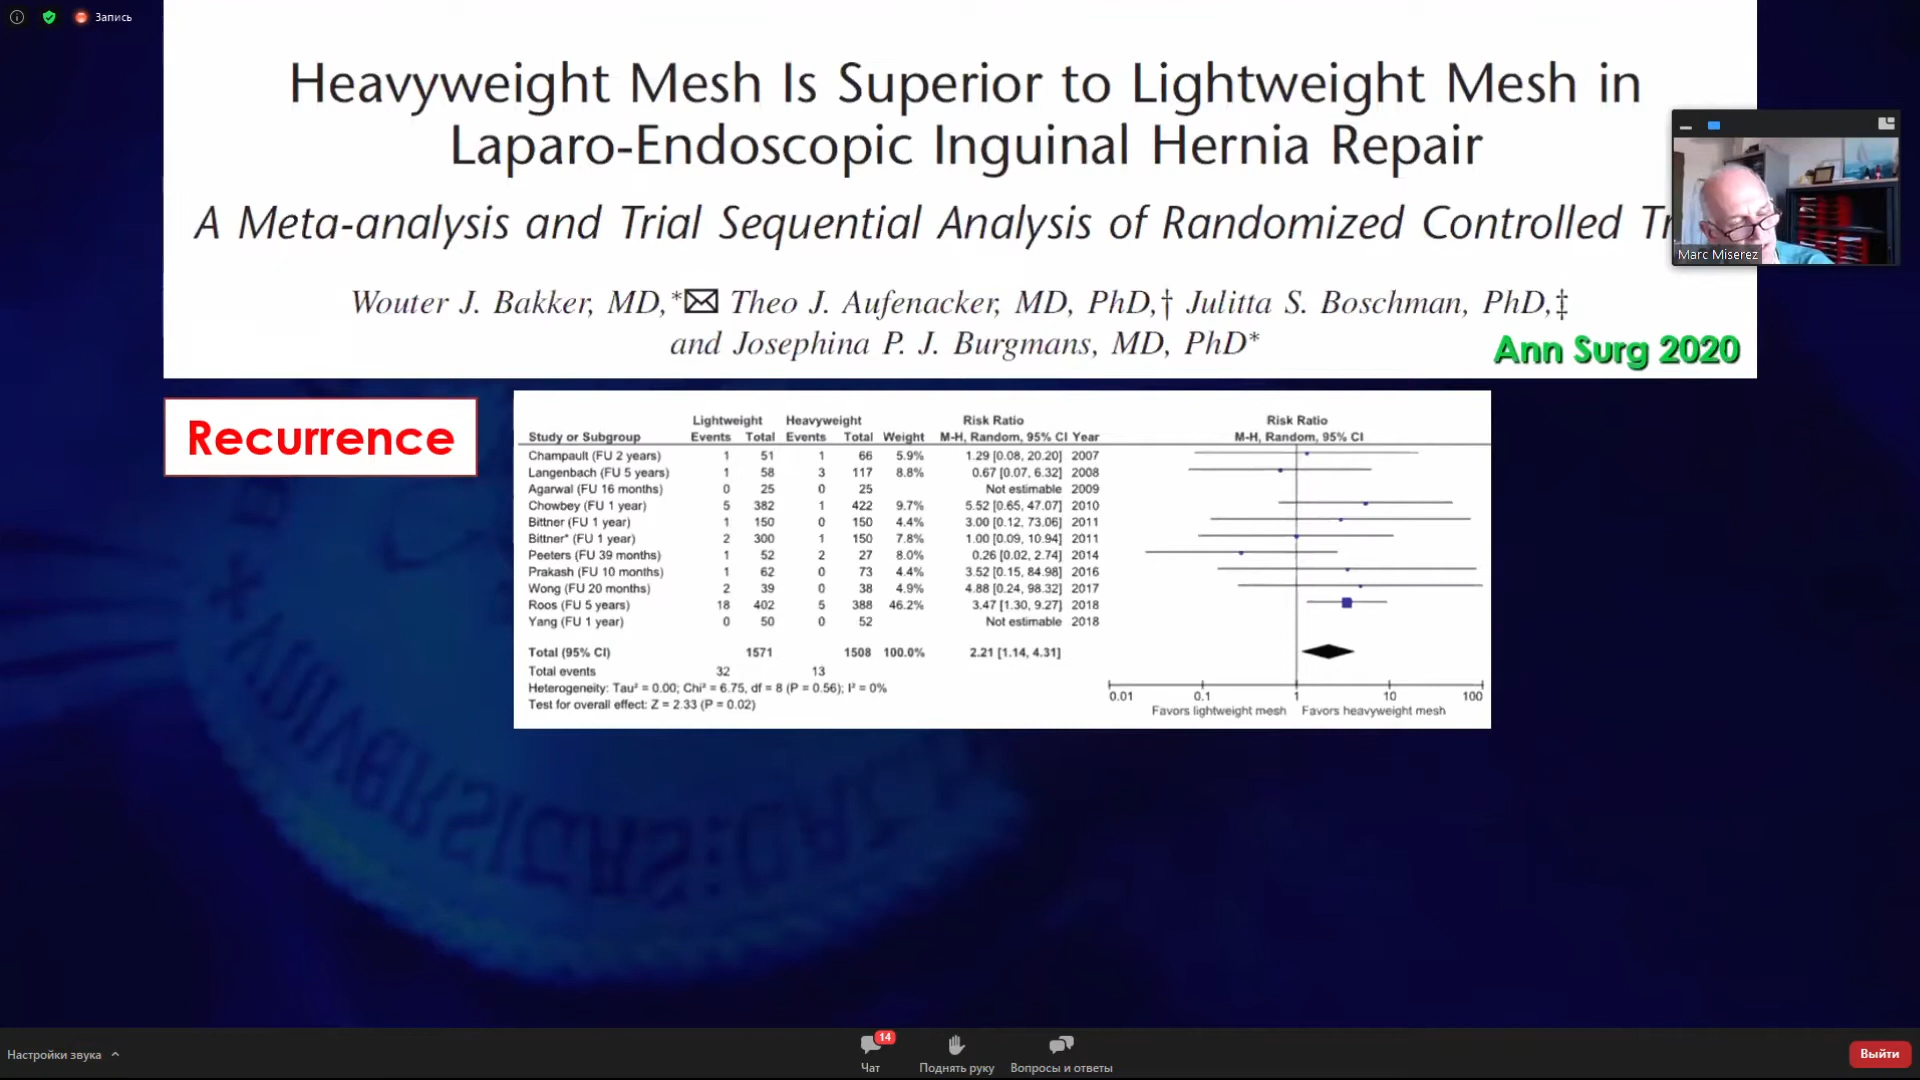 Запись
Heavyweight Mesh Is Superior to Lightweight Mesh in
Laparo-Endoscopic Inguinal Hernia Repair
A Meta-analysis and Trial Sequential Analysis of Randomized Controlled Tr
Marc Miserez
Wouter J. Bakker, MD,*✉ Theo J. Aufenacker, MD, PhD,† Julitta S. Boschman, PhD,‡
and Josephina P. J. Burgmans, MD, PhD*
Ann Surg 2020
Recurrence
Lightweight Heavyweight Risk Ratio Risk Ratio
Study or Subgroup Events Total Events Total Weight M-H, Random, 95% CI Year M-H, Random, 95% CI
Champault (FU 2 years) 1 51 1 66 5.9% 1.29 [0.08, 20.20] 2007
Langenbach (FU 5 years) 1 58 3 117 8.8% 0.67 [0.07, 6.32] 2008
Agarwal (FU 16 months) 0 25 0 25 Not estimable 2009
Chowbey (FU 1 year) 5 382 1 422 9.7% 5.52 [0.65, 47.07] 2010
Bittner (FU 1 year) 1 150 0 150 4.4% 3.00 [0.12, 73.06] 2011
Bittner* (FU 1 year) 2 300 1 150 7.8% 1.00 [0.09, 10.94] 2011
Peeters (FU 39 months) 1 52 2 27 8.0% 0.26 [0.02, 2.74] 2014
Prakash (FU 10 months) 1 62 0 73 4.4% 3.52 [0.15, 84.98] 2016
Wong (FU 20 months) 2 39 0 38 4.9% 4.88 [0.24, 98.32] 2017
Roos (FU 5 years) 18 402 5 388 46.2% 3.47 [1.30, 9.27] 2018
Yang (FU 1 year) 0 50 0 52 Not estimable 2018
Total (95% CI) 1571 1508 100.0% 2.21 [1.14, 4.31]
Total events 32 13
Heterogeneity: Tau² = 0.00; Chi² = 6.75, df = 8 (P = 0.56); I² = 0%
Test for overall effect: Z = 2.33 (P = 0.02)
0.01 0.1 1 10 100
Favors lightweight mesh Favors heavyweight mesh
Настройки звука
14
Чат
Поднять руку
Вопросы и ответы
Выйти